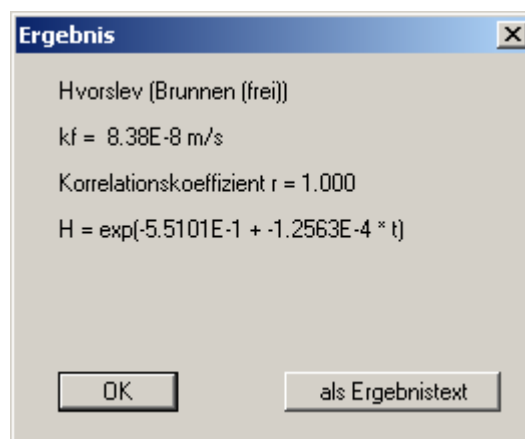 Ergebnis
Hvorslev (Brunnen (frei))
kf = 8.38E-8 m/s
Korrelationskoeffizient r = 1.000
H = exp(-5.5101E-1 + -1.2563E-4 * t)
OK
als Ergebnistext